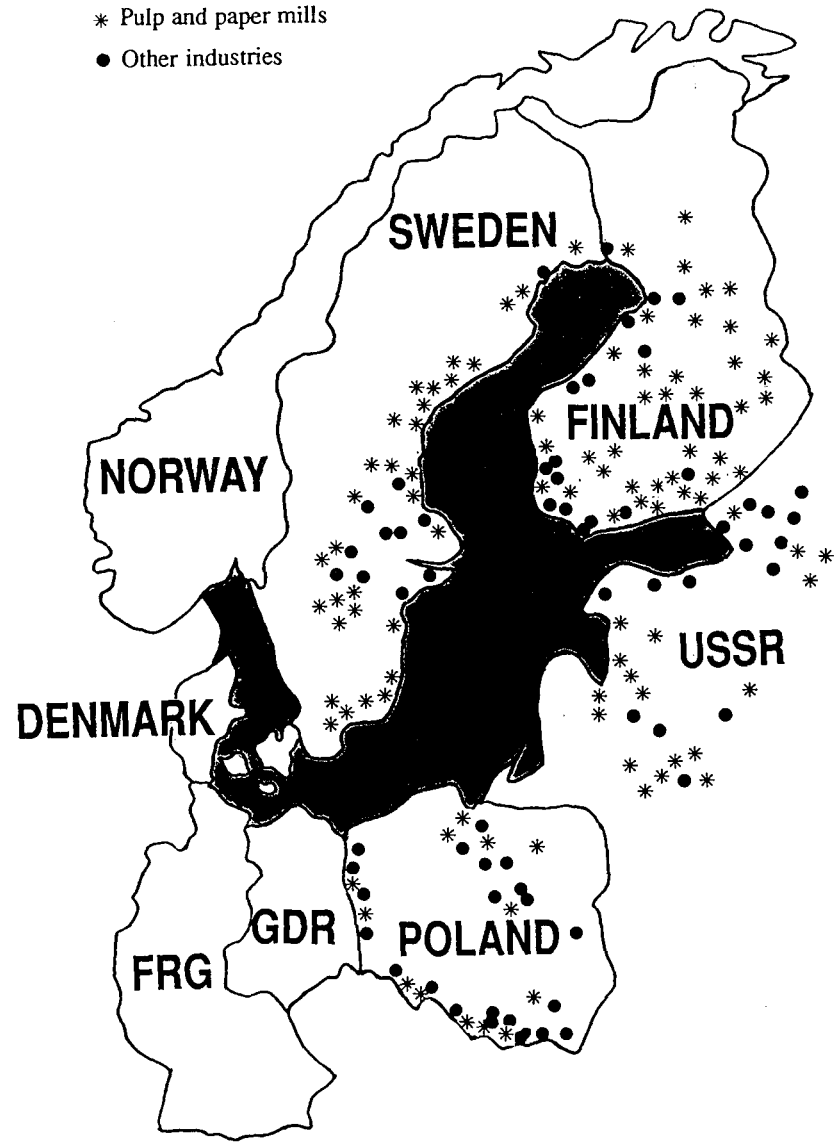 * Pulp and paper mills
● Other industries
SWEDEN
FINLAND
NORWAY
USSR
DENMARK
GDR
POLAND
FRG